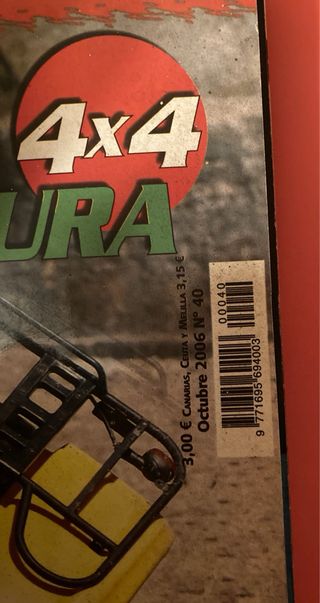 4x4
URA
3,00 € CANARIAS, CEUTA Y MELILLA 3,15 €
Octubre 2006 Nº 40
00040
9 771695 694003